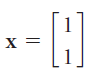 x = [1
1]